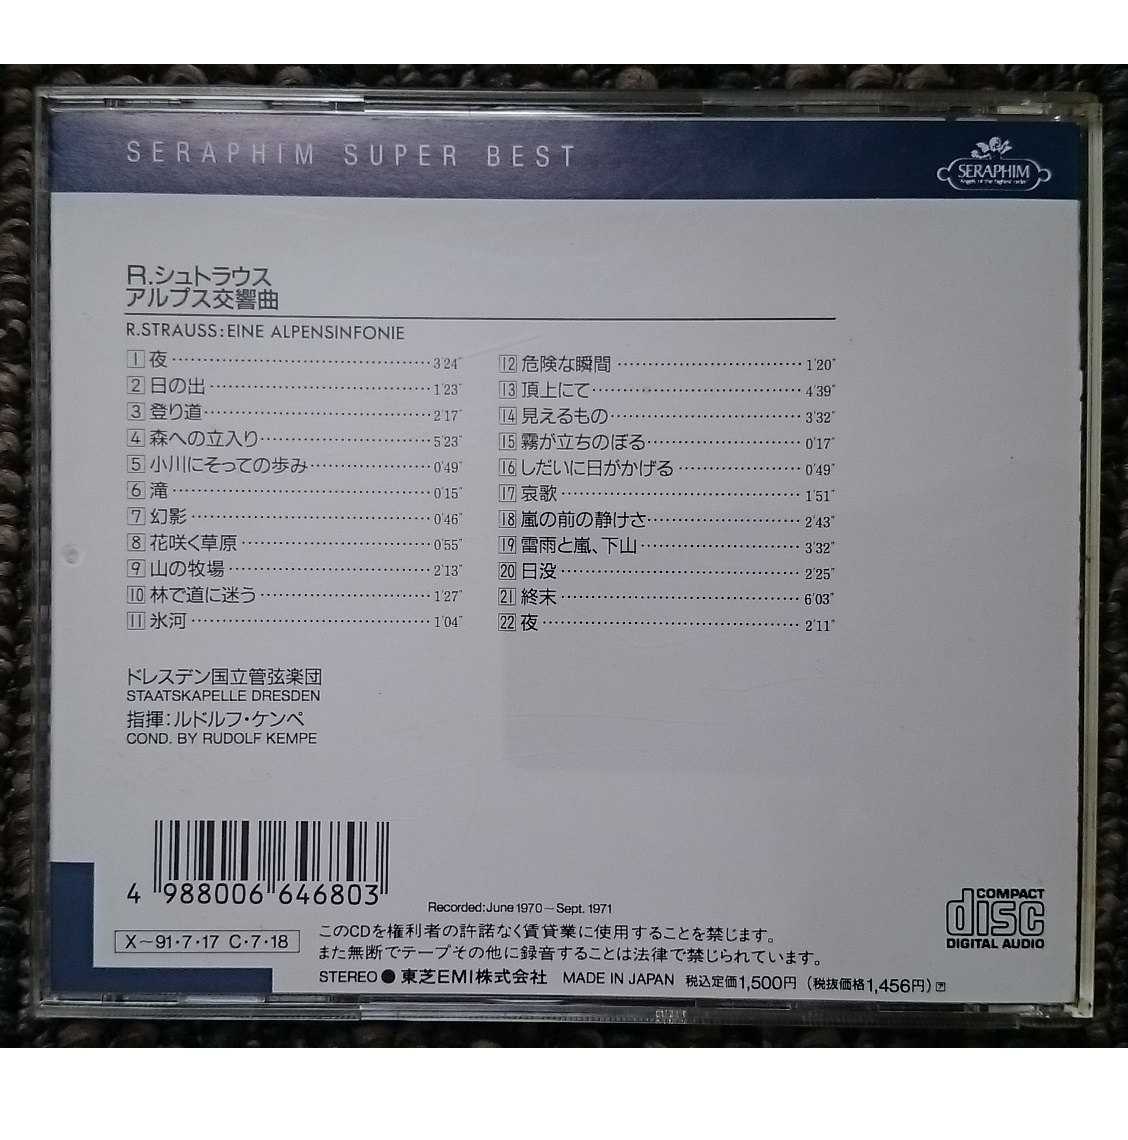 SERAPHIM SUPER BEST
SERAPHIM
"Angels of the highest order"
R.シュトラウス
アルプス交響曲
R.STRAUSS:EINE ALPENSINFONIE
1 夜 3'24"
2 日の出 1'23"
3 登り道 2'17"
4 森への立入り 5'23"
5 小川にそっての歩み 0'49"
6 滝 0'15"
7 幻影 0'46"
8 花咲く草原 0'55"
9 山の牧場 2'13"
10 林で道に迷う 1'27"
11 氷河 1'04"
12 危険な瞬間 1'20"
13 頂上にて 4'39"
14 見えるもの 3'32"
15 霧が立ちのぼる 0'17"
16 しだいに日がかげる 0'49"
17 哀歌 1'51"
18 嵐の前の静けさ 2'43"
19 雷雨と嵐、下山 3'32"
20 日没 2'25"
21 終末 6'03"
22 夜 2'11"
ドレスデン国立管弦楽団
STAATSKAPELLE DRESDEN
指揮:ルドルフ・ケンペ
COND. BY RUDOLF KEMPE
4 988006 646803
Recorded:June 1970~Sept. 1971
X~91・7・17 C・7・18
このCDを権利者の許諾なく賃貸業に使用することを禁じます。
また無断でテープその他に録音することは法律で禁じられています。
STEREO ● 東芝EMI株式会社 MADE IN JAPAN 税込定価1,500円 (税抜価格1,456円)
COMPACT
disc
DIGITAL AUDIO